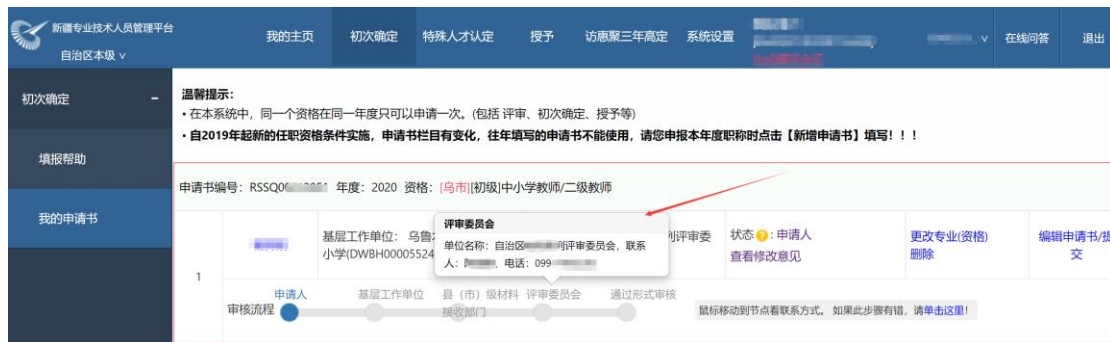 新疆专业技术人员管理平台
自治区本级 ∨
我的主页 初次确定 特殊人才认定 授予 访惠聚三年高定 系统设置 在线问答 退出
初次确定 －
填报帮助
我的申请书
温馨提示：
• 在本系统中，同一个资格在同一年度只可以申请一次。(包括 评审、初次确定、授予等)
• 自2019年起新的任职资格条件实施，申请书栏目有变化，往年填写的申请书不能使用，请您申报本年度职称时点击【新增申请书】填写！！！
申请书编号：RSSQ0 年度：2020 资格：[乌市][初级]中小学教师/二级教师
1
基层工作单位：乌鲁
小学(DWBH00005524
评审委员会
单位名称：自治区 评审委员会，联系
人： ，电话：099
评审委
状态 ? : 申请人
查看修改意见
更改专业(资格)
删除
编辑申请书/提
交
审核流程
申请人
基层工作单位
县（市）级材料
接收部门
评审委员会
通过形式审核
鼠标移动到节点看联系方式。如果此步骤有错，请单击这里!